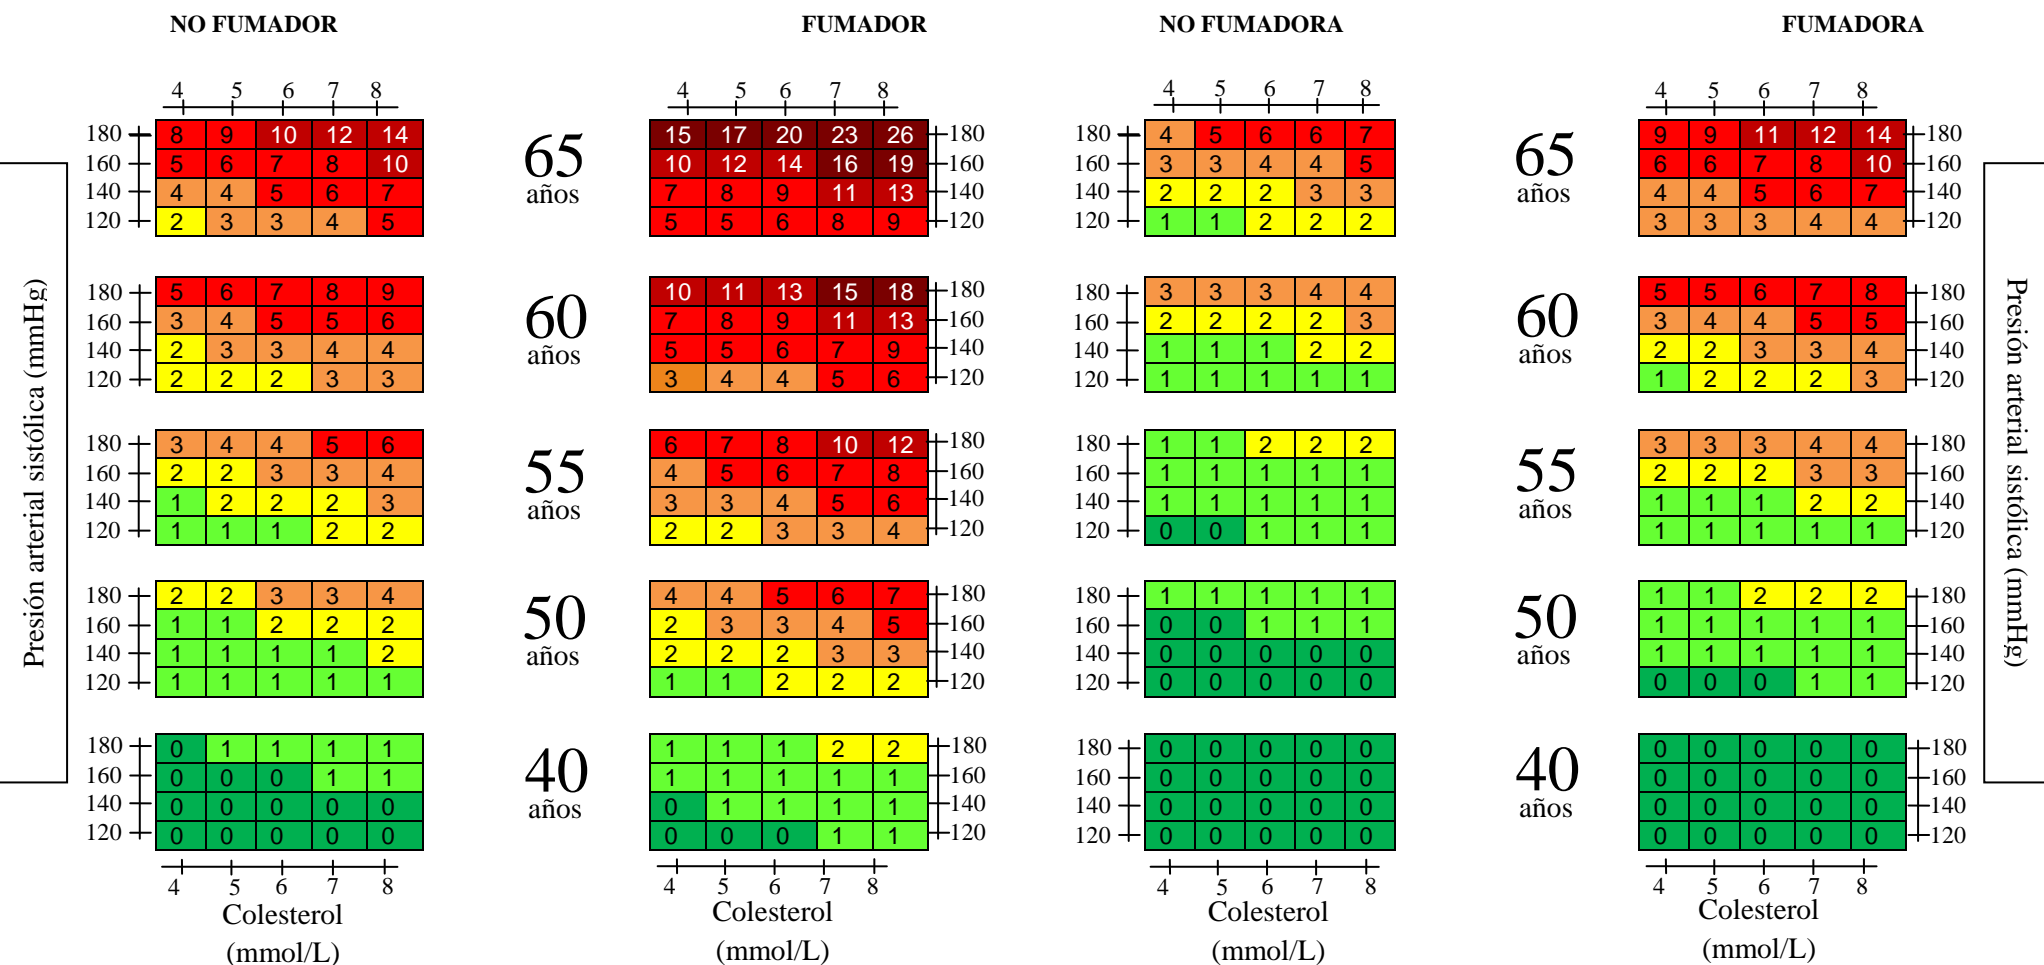 NO FUMADOR FUMADOR NO FUMADORA FUMADORA
4 5 6 7 8 4 5 6 7 8 4 5 6 7 8 4 5 6 7 8
180 8 9 10 12 14 65 15 17 20 23 26 180 180 4 5 6 6 7 65 9 9 11 12 14 180
160 5 6 7 8 10 años 10 12 14 16 19 160 160 3 3 4 4 5 años 6 6 7 8 10 160
140 4 4 5 6 7 7 8 9 11 13 140 140 2 2 2 3 3 4 4 5 6 7 140
120 2 3 3 4 5 5 5 6 8 9 120 120 1 1 2 2 2 3 3 3 4 4 120
180 5 6 7 8 9 60 10 11 13 15 18 180 180 3 3 3 4 4 60 5 5 6 7 8 180
160 3 4 5 5 6 años 7 8 9 11 13 160 160 2 2 2 2 3 años 3 4 4 5 5 160
140 2 3 3 4 4 5 5 6 7 9 140 140 1 1 1 2 2 2 2 3 3 4 140
120 2 2 2 3 3 3 4 4 5 6 120 120 1 1 1 1 1 1 2 2 2 3 120
180 3 4 4 5 6 55 6 7 8 10 12 180 180 1 1 2 2 2 55 3 3 3 4 4 180
160 2 2 3 3 4 años 4 5 6 7 8 160 160 1 1 1 1 1 años 2 2 2 3 3 160
140 1 2 2 2 3 3 3 4 5 6 140 140 1 1 1 1 1 1 1 1 2 2 140
120 1 1 1 2 2 2 2 3 3 4 120 120 0 0 1 1 1 1 1 1 1 1 120
180 2 2 3 3 4 50 4 4 5 6 7 180 180 1 1 1 1 1 50 1 1 2 2 2 180
160 1 1 2 2 2 años 2 3 3 4 5 160 160 0 0 1 1 1 años 1 1 1 1 1 160
140 1 1 1 1 2 2 2 2 3 3 140 140 0 0 0 0 0 1 1 1 1 1 140
120 1 1 1 1 1 1 1 2 2 2 120 120 0 0 0 0 0 0 0 0 1 1 120
180 0 1 1 1 1 40 1 1 1 2 2 180 180 0 0 0 0 0 40 0 0 0 0 0 180
160 0 0 0 1 1 años 1 1 1 1 1 160 160 0 0 0 0 0 años 0 0 0 0 0 160
140 0 0 0 0 0 0 1 1 1 1 140 140 0 0 0 0 0 0 0 0 0 0 140
120 0 0 0 0 0 0 0 0 1 1 120 120 0 0 0 0 0 0 0 0 0 0 120
4 5 6 7 8 4 5 6 7 8 4 5 6 7 8 4 5 6 7 8
Colesterol Colesterol Colesterol Colesterol
(mmol/L) (mmol/L) (mmol/L) (mmol/L)
Presión arterial sistólica (mmHg)
Presión arterial sistólica (mmHg)